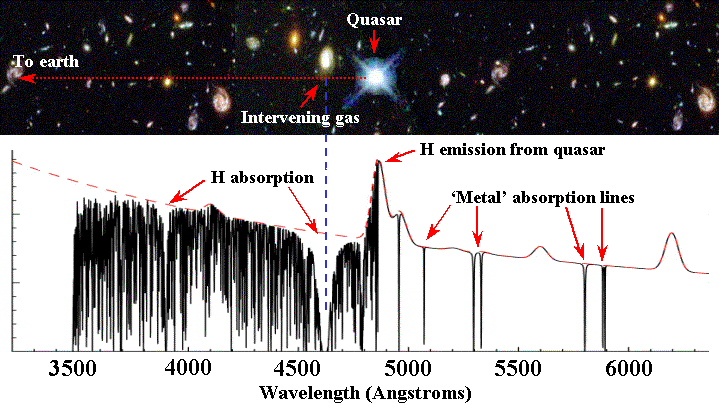 Quasar
To earth
Intervening gas
H emission from quasar
H absorption
‘Metal’ absorption lines
3500 4000 4500 5000 5500 6000
Wavelength (Angstroms)